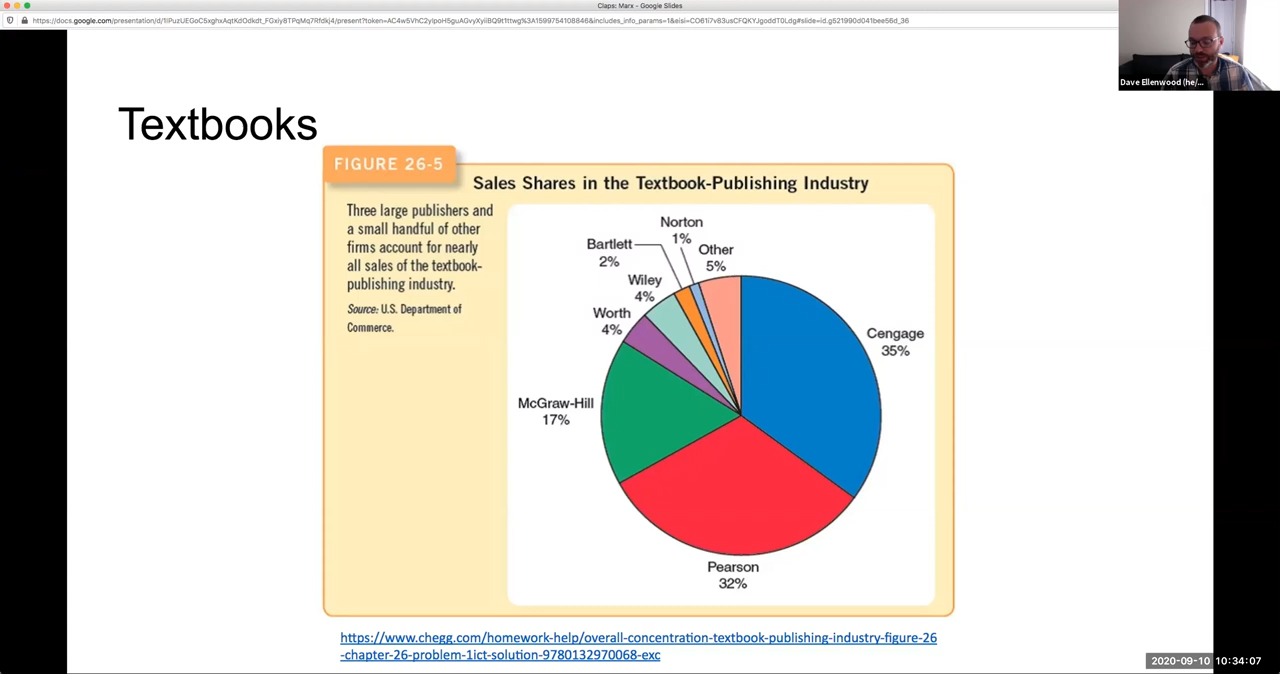 Claps: Marx - Google Slides
Dave Ellenwood (he/...
Textbooks
FIGURE 26-5
Sales Shares in the Textbook-Publishing Industry
Three large publishers and
a small handful of other
firms account for nearly
all sales of the textbook-
publishing industry.
Source: U.S. Department of
Commerce.
Norton
1%
Bartlett
2%
Other
5%
Wiley
4%
Worth
4%
Cengage
35%
McGraw-Hill
17%
Pearson
32%
https://www.chegg.com/homework-help/overall-concentration-textbook-publishing-industry-figure-26
-chapter-26-problem-1ict-solution-9780132970068-exc
2020-09-10 10:34:07